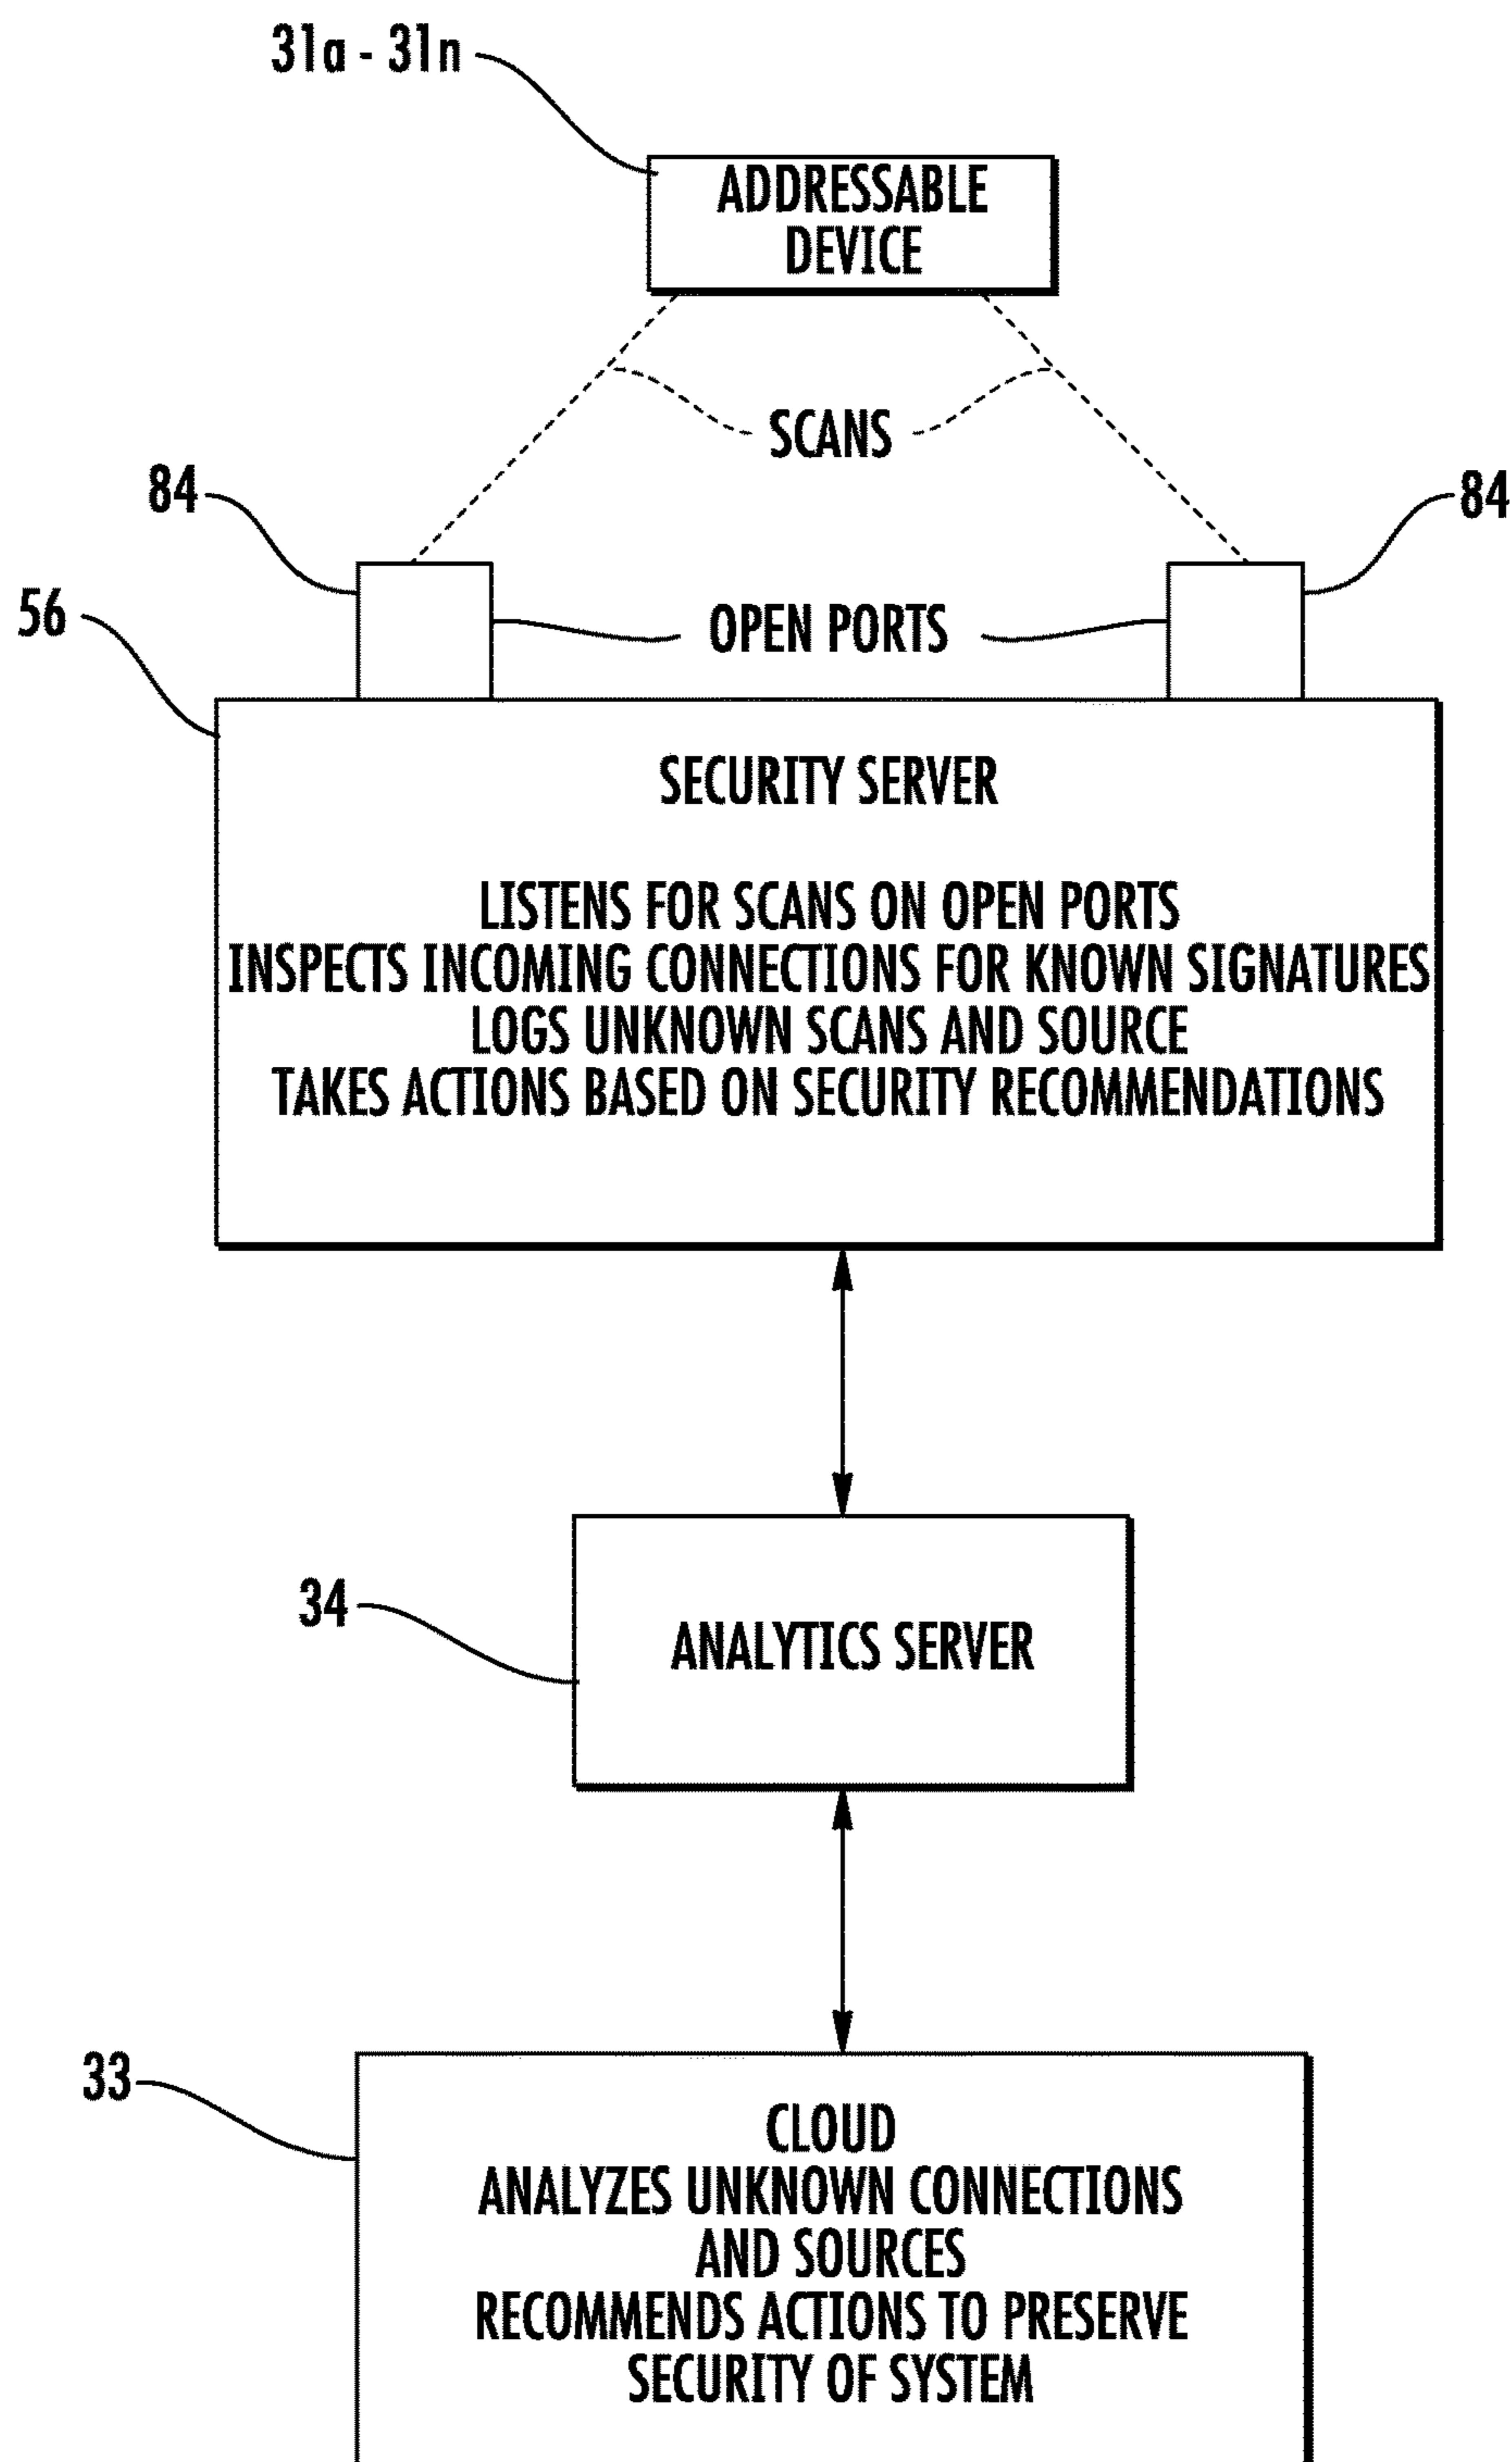 31a - 31n
ADDRESSABLE
DEVICE
SCANS
84
84
56
OPEN PORTS
SECURITY SERVER
LISTENS FOR SCANS ON OPEN PORTS
INSPECTS INCOMING CONNECTIONS FOR KNOWN SIGNATURES
LOGS UNKNOWN SCANS AND SOURCE
TAKES ACTIONS BASED ON SECURITY RECOMMENDATIONS
34
ANALYTICS SERVER
33
CLOUD
ANALYZES UNKNOWN CONNECTIONS
AND SOURCES
RECOMMENDS ACTIONS TO PRESERVE
SECURITY OF SYSTEM